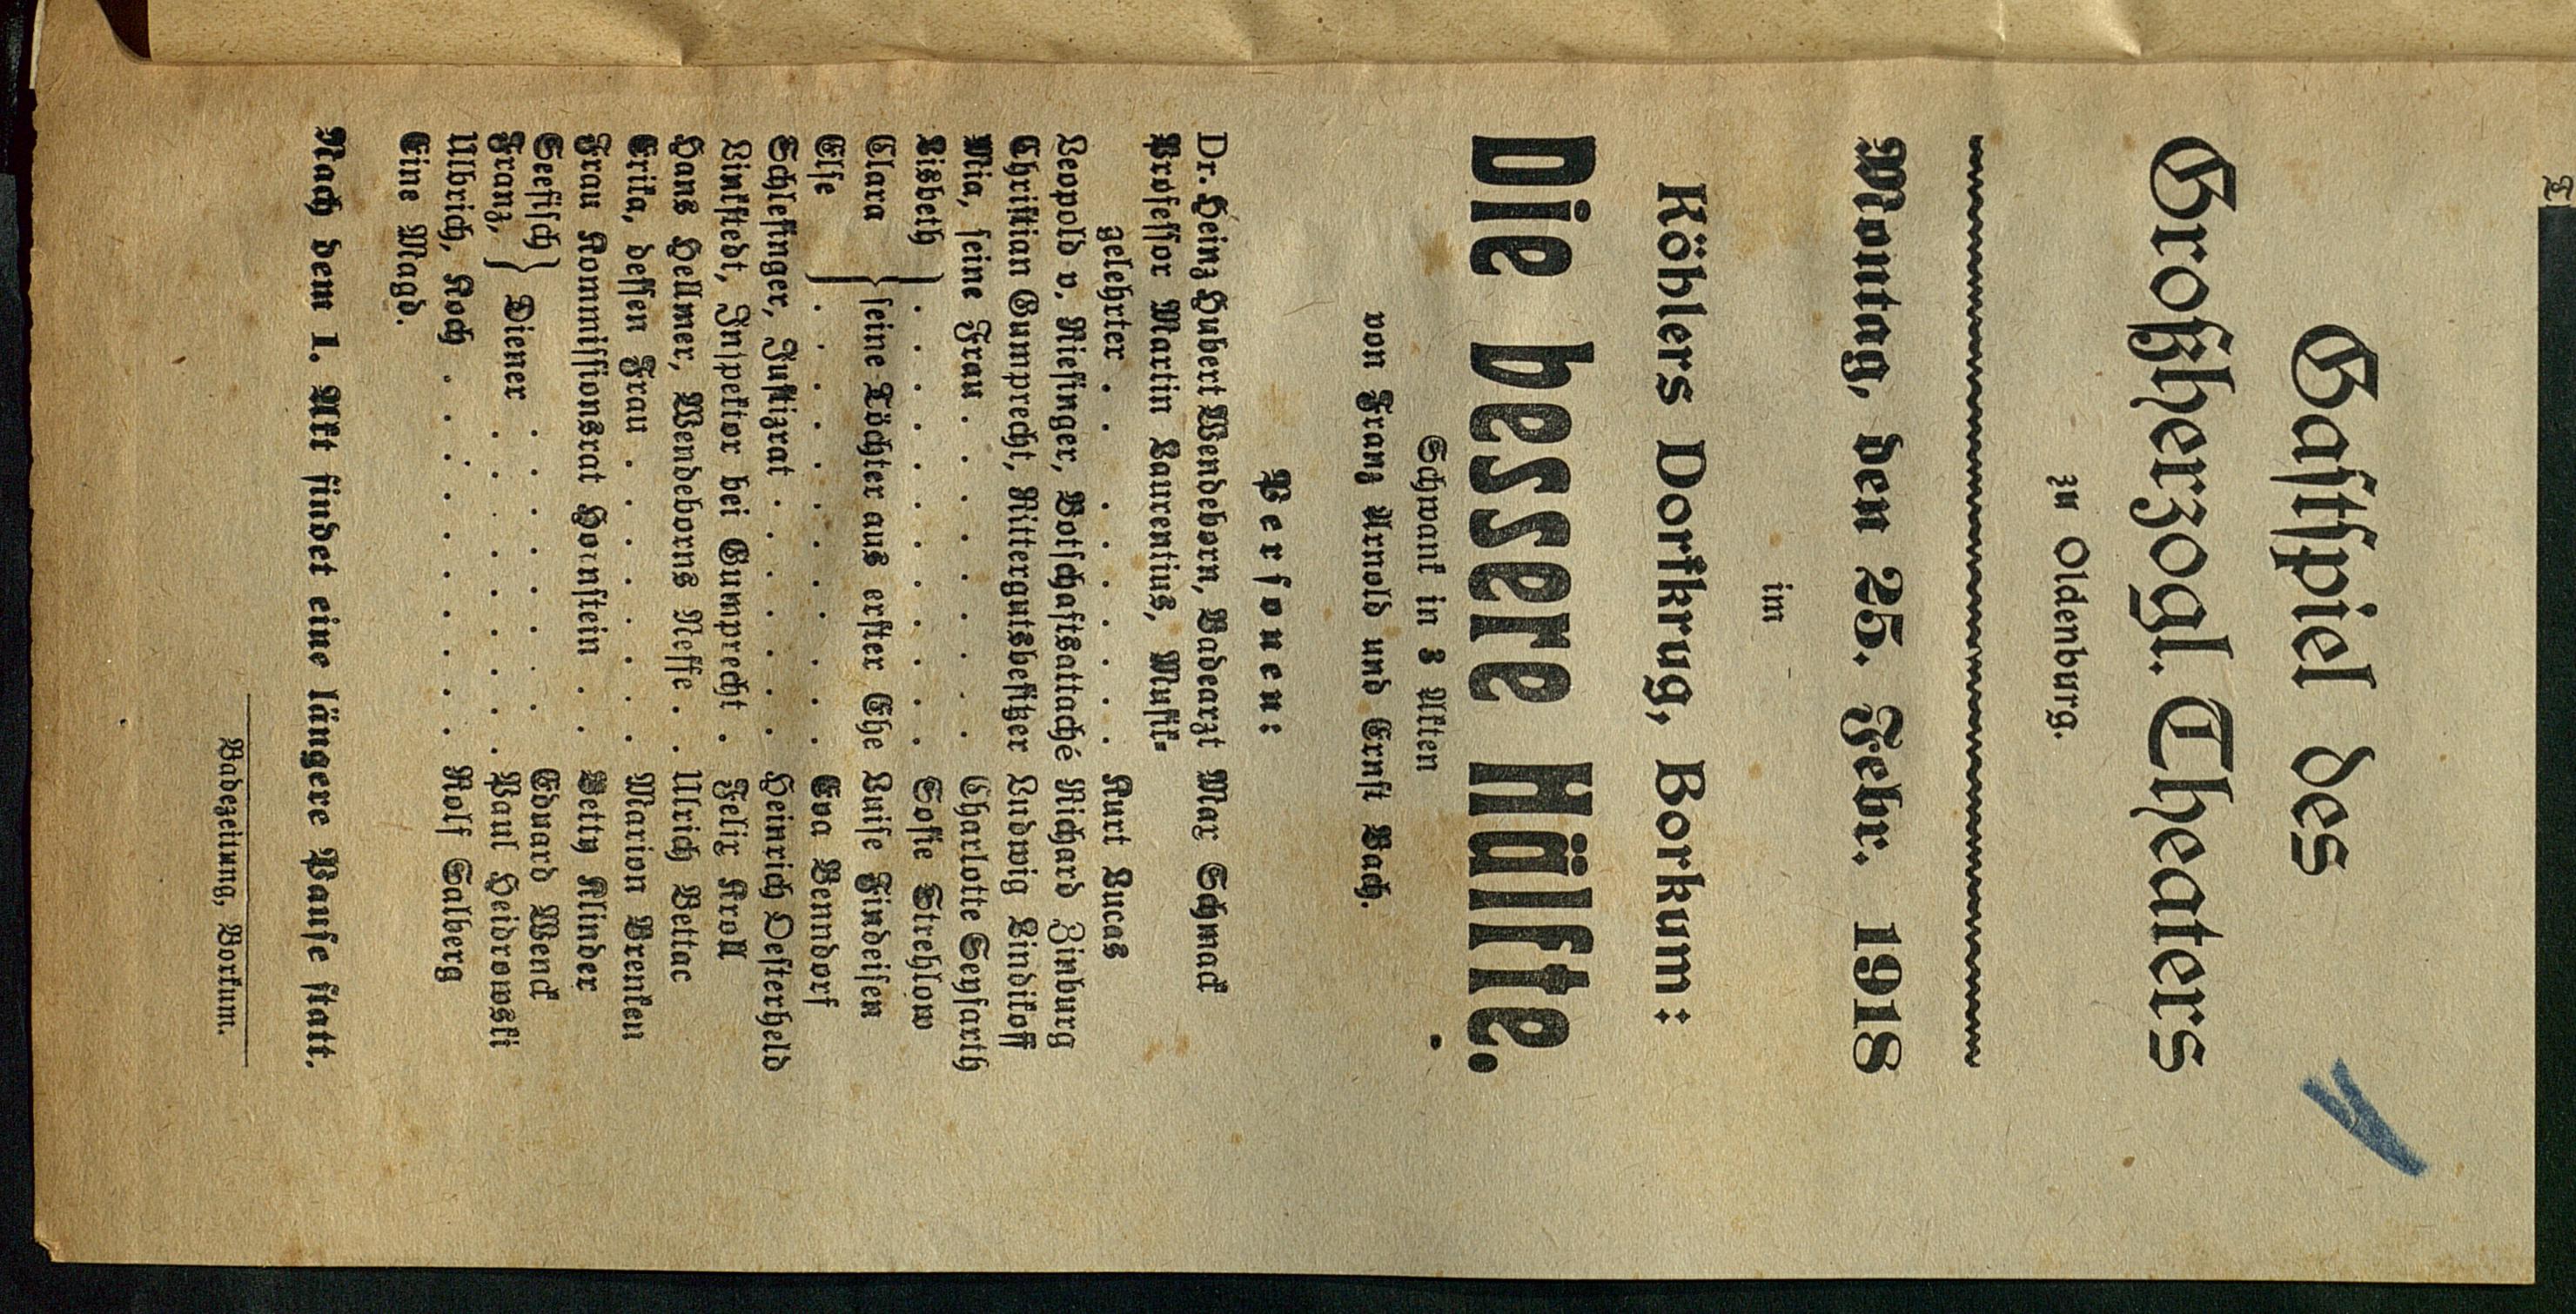 1
Gastspiel des
Großherzogl. Theaters
zu Oldenburg.
Montag, den 25. Febr. 1918
im
Köhlers Dorfkrug, Borkum:
Die bessere Hälfte.
Schwank in 3 Akten
von Franz Arnold und Ernst Bach.
Personen:
Dr. Heinz Hubert Wendeborn, Badearzt Max Schmack
Professor Martin Laurentius, Musik-
gelehrter . . . . . . . Kurt Lucas
Leopold v. Riesinger, Botschaftsattaché Richard Zinburg
Christian Gumprecht, Rittergutsbesitzer Ludwig Lindikoff
Mia, seine Frau . . . . . . . Charlotte Seyfarth
Lisbeth . . . . . . . . Sofie Strehlow
Clara } seine Töchter aus erster Ehe Luise Findeisen
Else . . . . . . . . Eva Benndorf
Schlesinger, Justizrat . . . . . . Heinrich Oesterheld
Linkstedt, Inspektor bei Gumprecht . Felix Kroll
Hans Hellmer, Wendeborns Neffe . . Ulrich Bettac
Erika, dessen Frau . . . . . . Marion Brenken
Frau Kommissionsrat Hornstein . . Betty Klinder
Seefisch } Diener . . . . . . Eduard Wenck
Franz, . . . . . . Paul Heidrowski
Ulbrich, Koch . . . . . . . . Rolf Salberg
Eine Magd.
Nach dem 1. Akt findet eine längere Pause statt.
Badezeitung, Borkum.